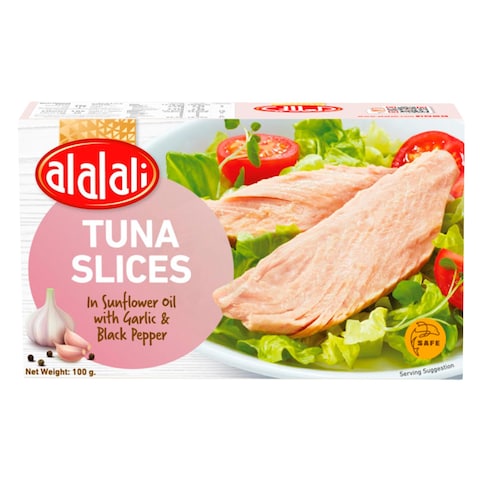 alalali
TUNA
SLICES
In Sunflower Oil
with Garlic &
Black Pepper
Net Weight: 100 g.
SAFE
Serving Suggestion